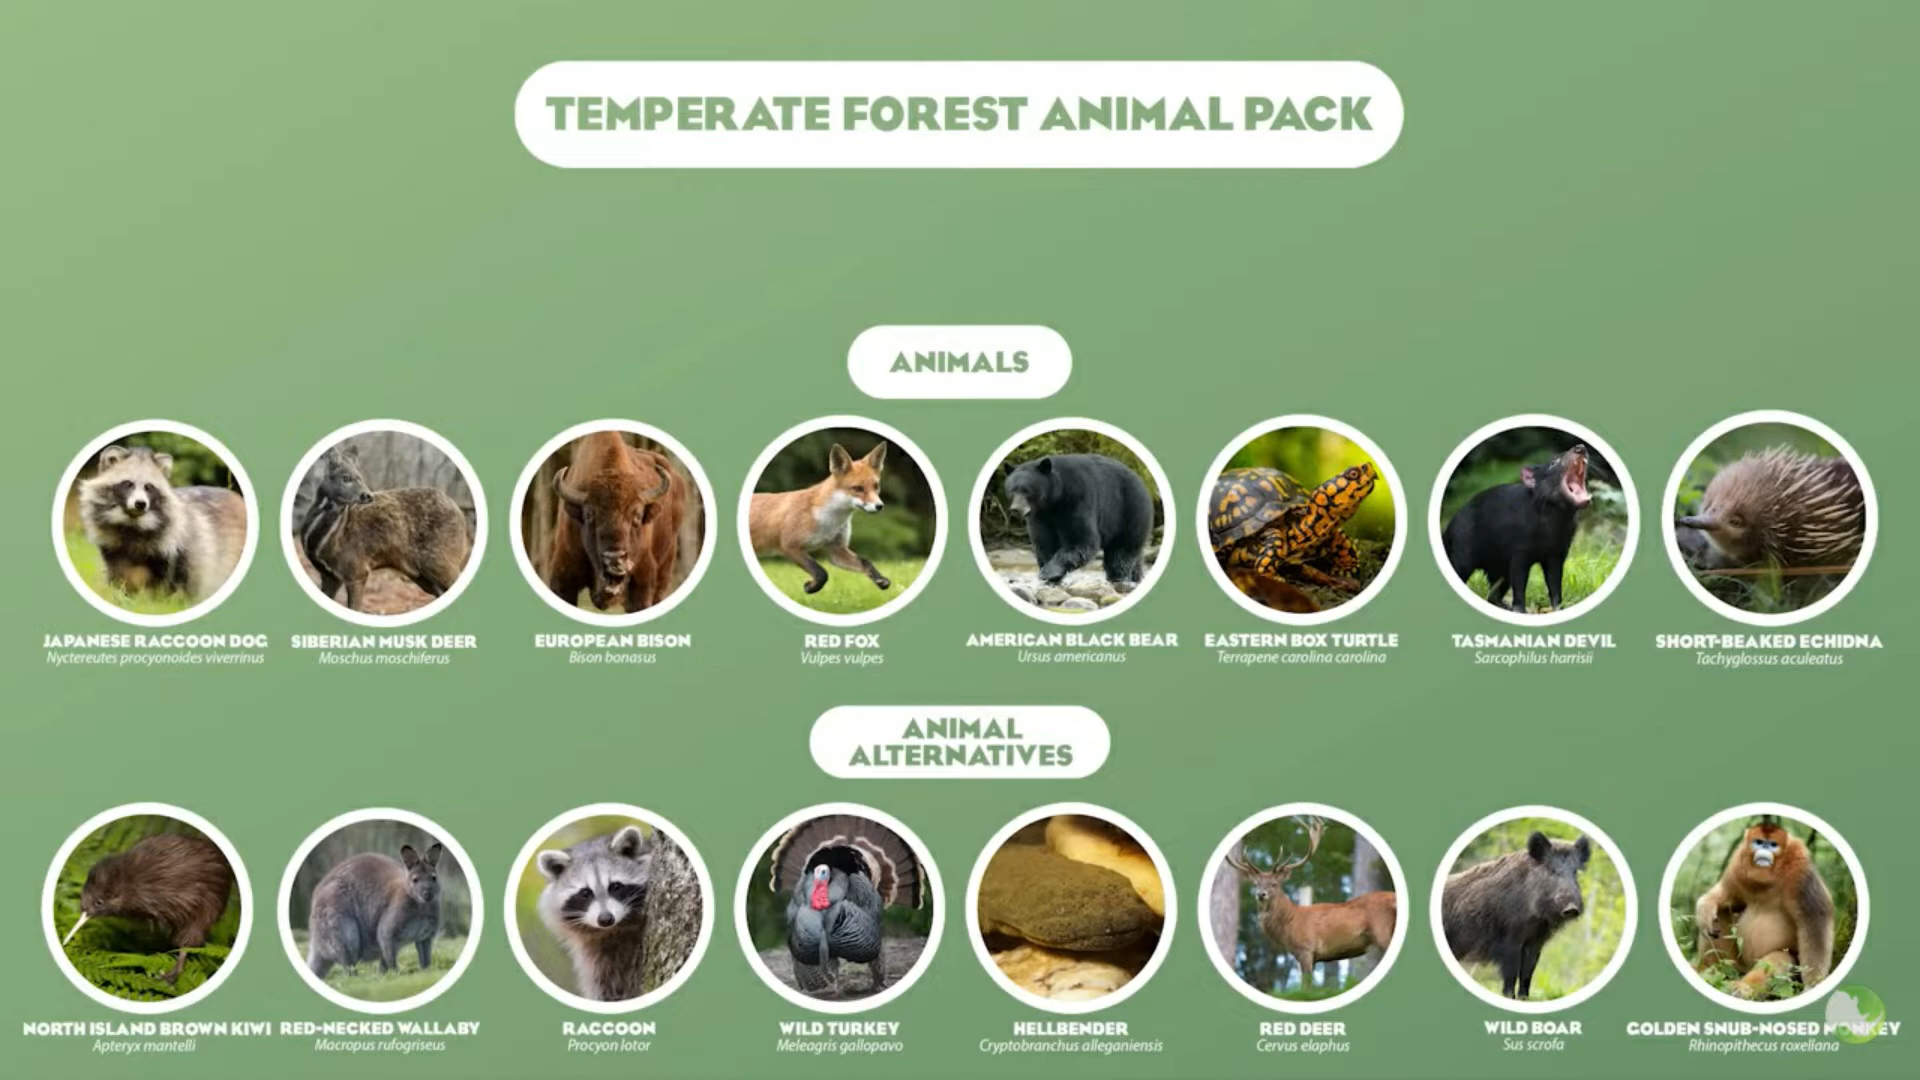 TEMPERATE FOREST ANIMAL PACK
ANIMALS
JAPANESE RACCOON DOG
Nyctereutes procyonoides viverrinus
SIBERIAN MUSK DEER
Moschus moschiferus
EUROPEAN BISON
Bison bonasus
RED FOX
Vulpes vulpes
AMERICAN BLACK BEAR
Ursus americanus
EASTERN BOX TURTLE
Terrapene carolina carolina
TASMANIAN DEVIL
Sarcophilus harrisii
SHORT-BEAKED ECHIDNA
Tachyglossus aculeatus
ANIMAL
ALTERNATIVES
NORTH ISLAND BROWN KIWI
Apteryx mantelli
RED-NECKED WALLABY
Macropus rufogriseus
RACCOON
Procyon lotor
WILD TURKEY
Meleagris gallopavo
HELLBENDER
Cryptobranchus alleganiensis
RED DEER
Cervus elaphus
WILD BOAR
Sus scrofa
GOLDEN SNUB-NOSED MONKEY
Rhinopithecus roxellana